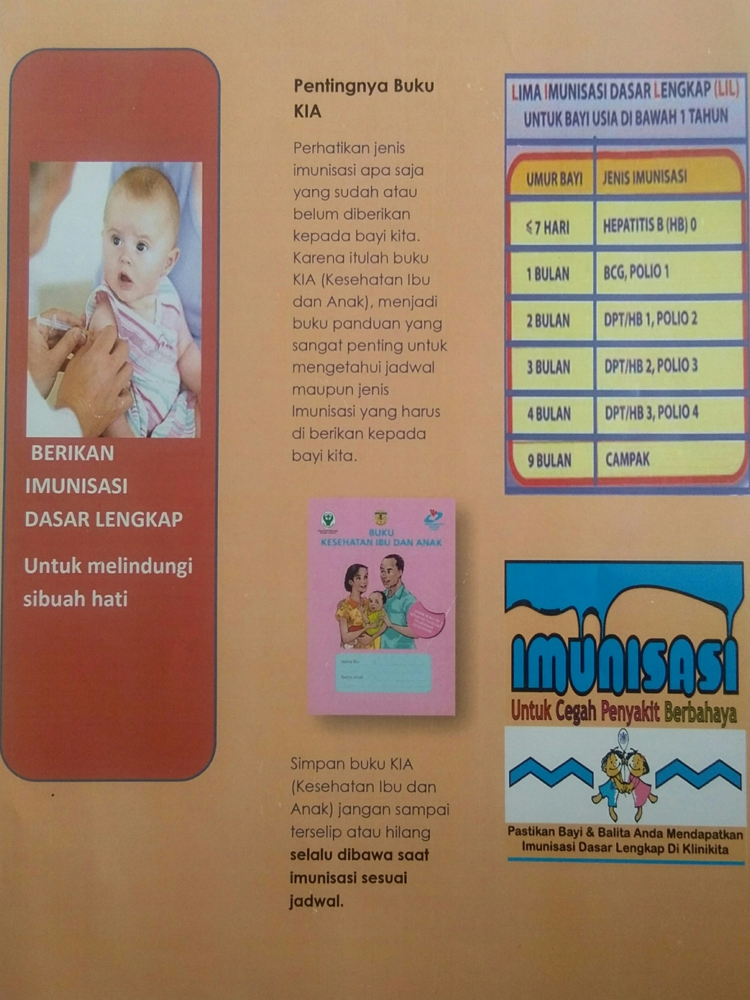 BERIKAN
IMUNISASI
DASAR LENGKAP
Untuk melindungi
sibuah hati
Pentingnya Buku
KIA
Perhatikan jenis
imunisasi apa saja
yang sudah atau
belum diberikan
kepada bayi kita.
Karena itulah buku
KIA (Kesehatan Ibu
dan Anak), menjadi
buku panduan yang
sangat penting untuk
mengetahui jadwal
maupun jenis
Imunisasi yang harus
di berikan kepada
bayi kita.
BUKU
KESEHATAN IBU DAN ANAK
Nama Ibu
Nama Anak
Simpan buku KIA
(Kesehatan Ibu dan
Anak) jangan sampai
terselip atau hilang
selalu dibawa saat
imunisasi sesuai
jadwal.
LIMA IMUNISASI DASAR LENGKAP (LIL)
UNTUK BAYI USIA DI BAWAH 1 TAHUN
UMUR BAYI JENIS IMUNISASI
≤ 7 HARI HEPATITIS B (HB) 0
1 BULAN BCG, POLIO 1
2 BULAN DPT/HB 1, POLIO 2
3 BULAN DPT/HB 2, POLIO 3
4 BULAN DPT/HB 3, POLIO 4
9 BULAN CAMPAK
IMUNISASI
Untuk Cegah Penyakit Berbahaya
Pastikan Bayi & Balita Anda Mendapatkan
Imunisasi Dasar Lengkap Di Klinikita